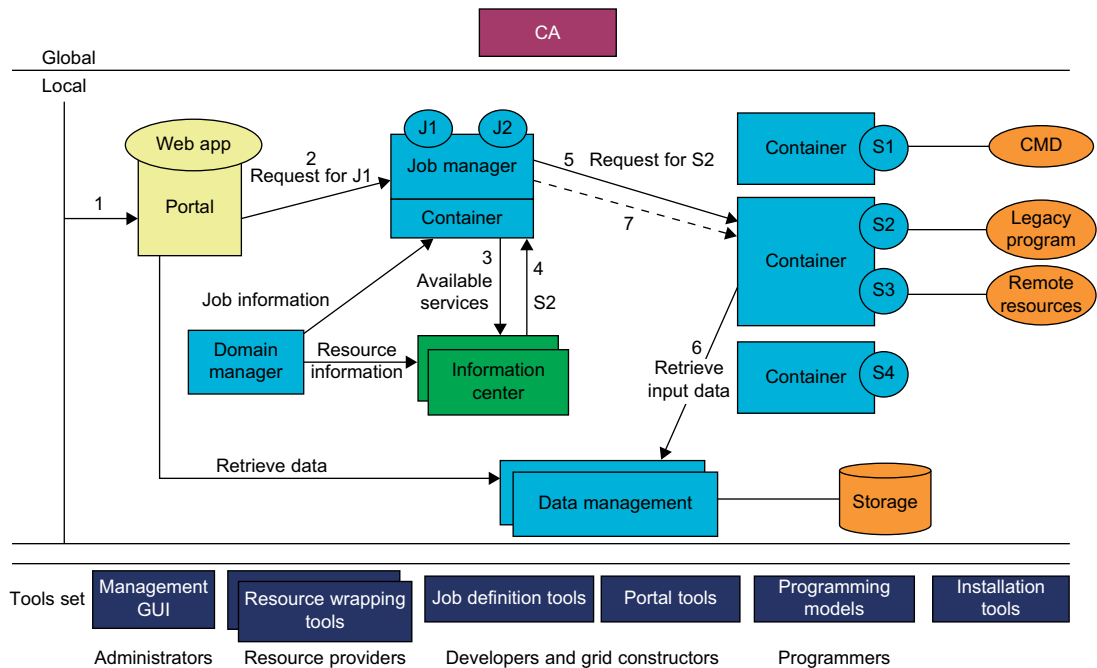 CA
Global
Local
Web app
Portal
1
2
Request for J1
J1
J2
Job manager
Container
5 Request for S2
7
Container
S1
CMD
Container
S2
Legacy
program
S3
Remote
resources
Container
S4
3
Available
services
4
S2
Job information
Domain
manager
Resource
information
Information
center
6
Retrieve
input data
Retrieve data
Data management
Storage
Tools set
Management
GUI
Resource wrapping
tools
Job definition tools
Portal tools
Programming
models
Installation
tools
Administrators
Resource providers
Developers and grid constructors
Programmers